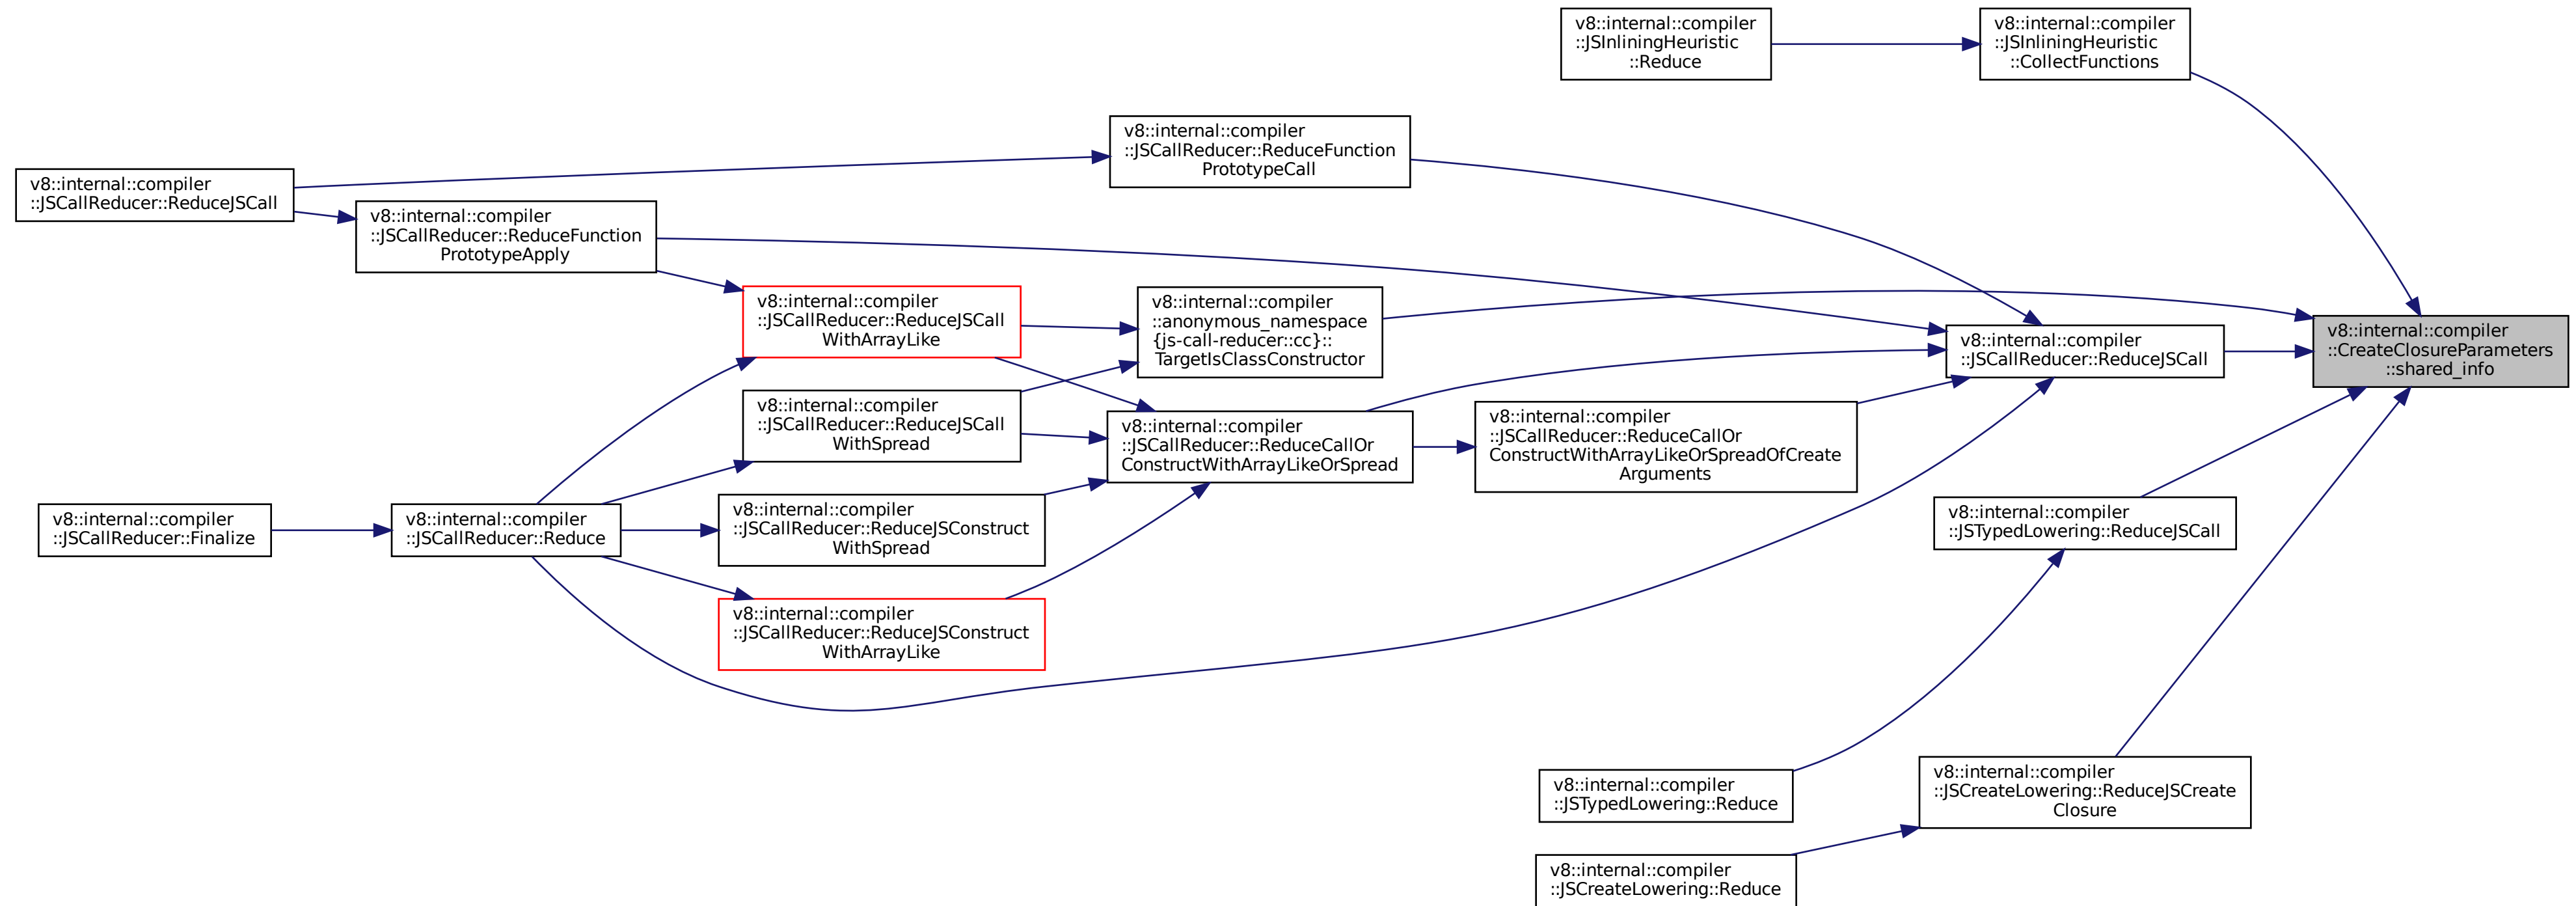 v8::internal::compiler
::JSInliningHeuristic
::Reduce
v8::internal::compiler
::JSInliningHeuristic
::CollectFunctions
v8::internal::compiler
::JSCallReducer::ReduceFunction
PrototypeCall
v8::internal::compiler
::JSCallReducer::ReduceJSCall
v8::internal::compiler
::JSCallReducer::ReduceFunction
PrototypeApply
v8::internal::compiler
::JSCallReducer::ReduceJSCall
WithArrayLike
v8::internal::compiler
::anonymous_namespace
{js-call-reducer::cc}::
TargetIsClassConstructor
v8::internal::compiler
::JSCallReducer::ReduceJSCall
v8::internal::compiler
::CreateClosureParameters
::shared_info
v8::internal::compiler
::JSCallReducer::ReduceJSCall
WithSpread
v8::internal::compiler
::JSCallReducer::ReduceCallOr
ConstructWithArrayLikeOrSpread
v8::internal::compiler
::JSCallReducer::ReduceCallOr
ConstructWithArrayLikeOrSpreadOfCreate
Arguments
v8::internal::compiler
::JSCallReducer::Finalize
v8::internal::compiler
::JSCallReducer::Reduce
v8::internal::compiler
::JSCallReducer::ReduceJSConstruct
WithSpread
v8::internal::compiler
::JSTypedLowering::ReduceJSCall
v8::internal::compiler
::JSCallReducer::ReduceJSConstruct
WithArrayLike
v8::internal::compiler
::JSTypedLowering::Reduce
v8::internal::compiler
::JSCreateLowering::ReduceJSCreate
Closure
v8::internal::compiler
::JSCreateLowering::Reduce